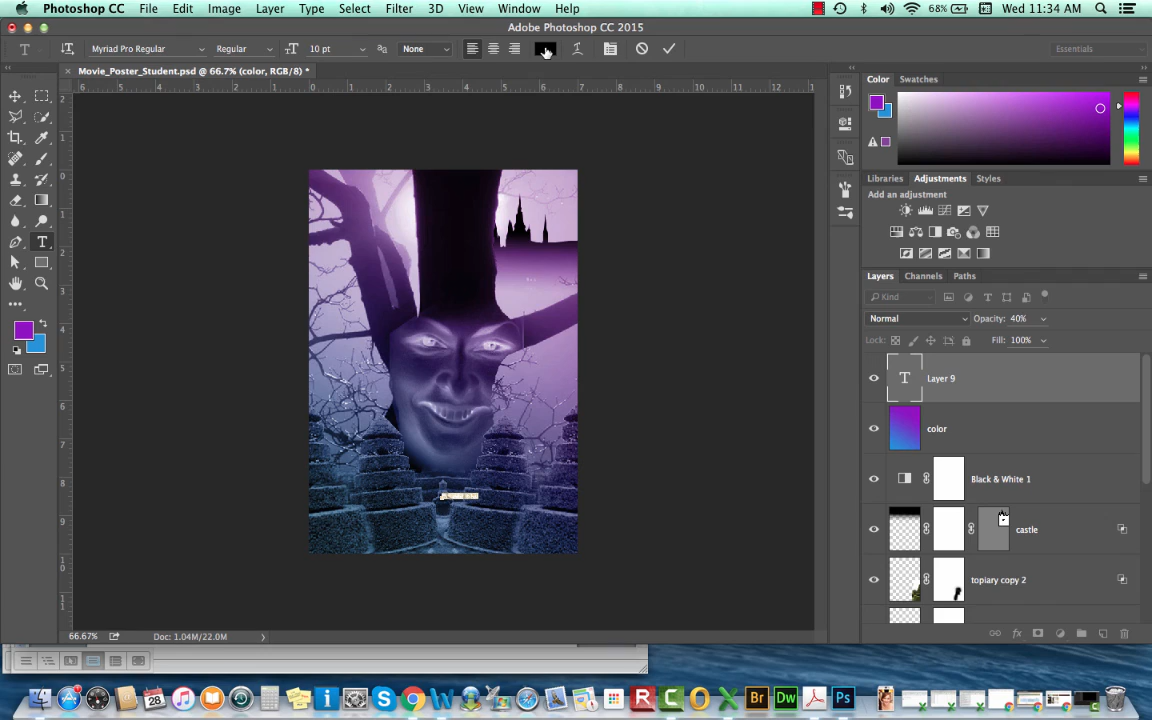 Photoshop CC File Edit Image Layer Type Select Filter 3D View Window Help 68% Wed 11:34 AM
Adobe Photoshop CC 2015
T Myriad Pro Regular Regular 10 pt aa None Essentials
× Movie_Poster_Student.psd @ 66.7% (color, RGB/8) *
Color Swatches
Libraries Adjustments Styles
Add an adjustment
Layers Channels Paths
Kind
Normal Opacity: 40%
Lock: Fill: 100%
T Layer 9
color
Black & White 1
castle
topiary copy 2
66.67% Doc: 1.04M/22.0M